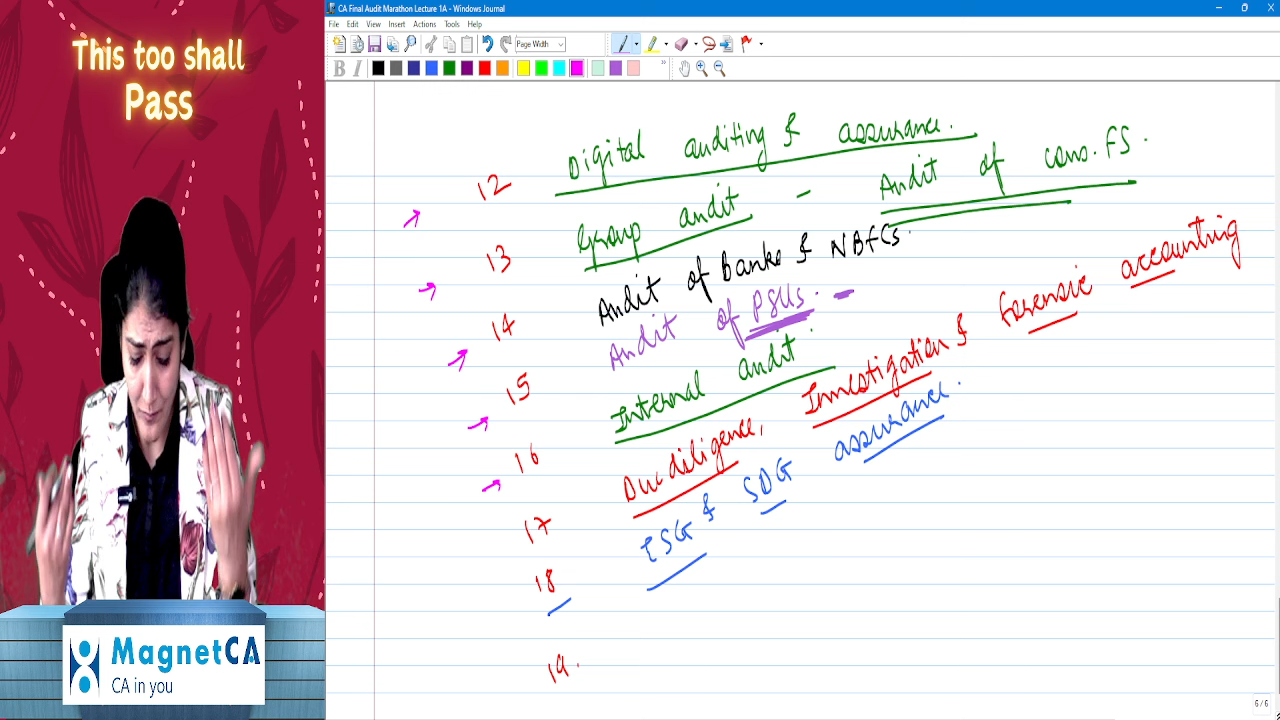 This too shall
Pass
CA Final Audit Marathon Lecture 1A - Windows Journal
File Edit View Insert Actions Tools Help
Page Width
12 Digital auditing & assurance.
13 Group audit - Audit of cons. FS.
14 Audit of Banks & NBFCs.
15 Audit of PSUs. -
16 Internal audit.
17 Due diligence, Investigation & forensic accounting
18 ESG & SDG assurance.
19.
MagnetCA
CA in you
6 / 6